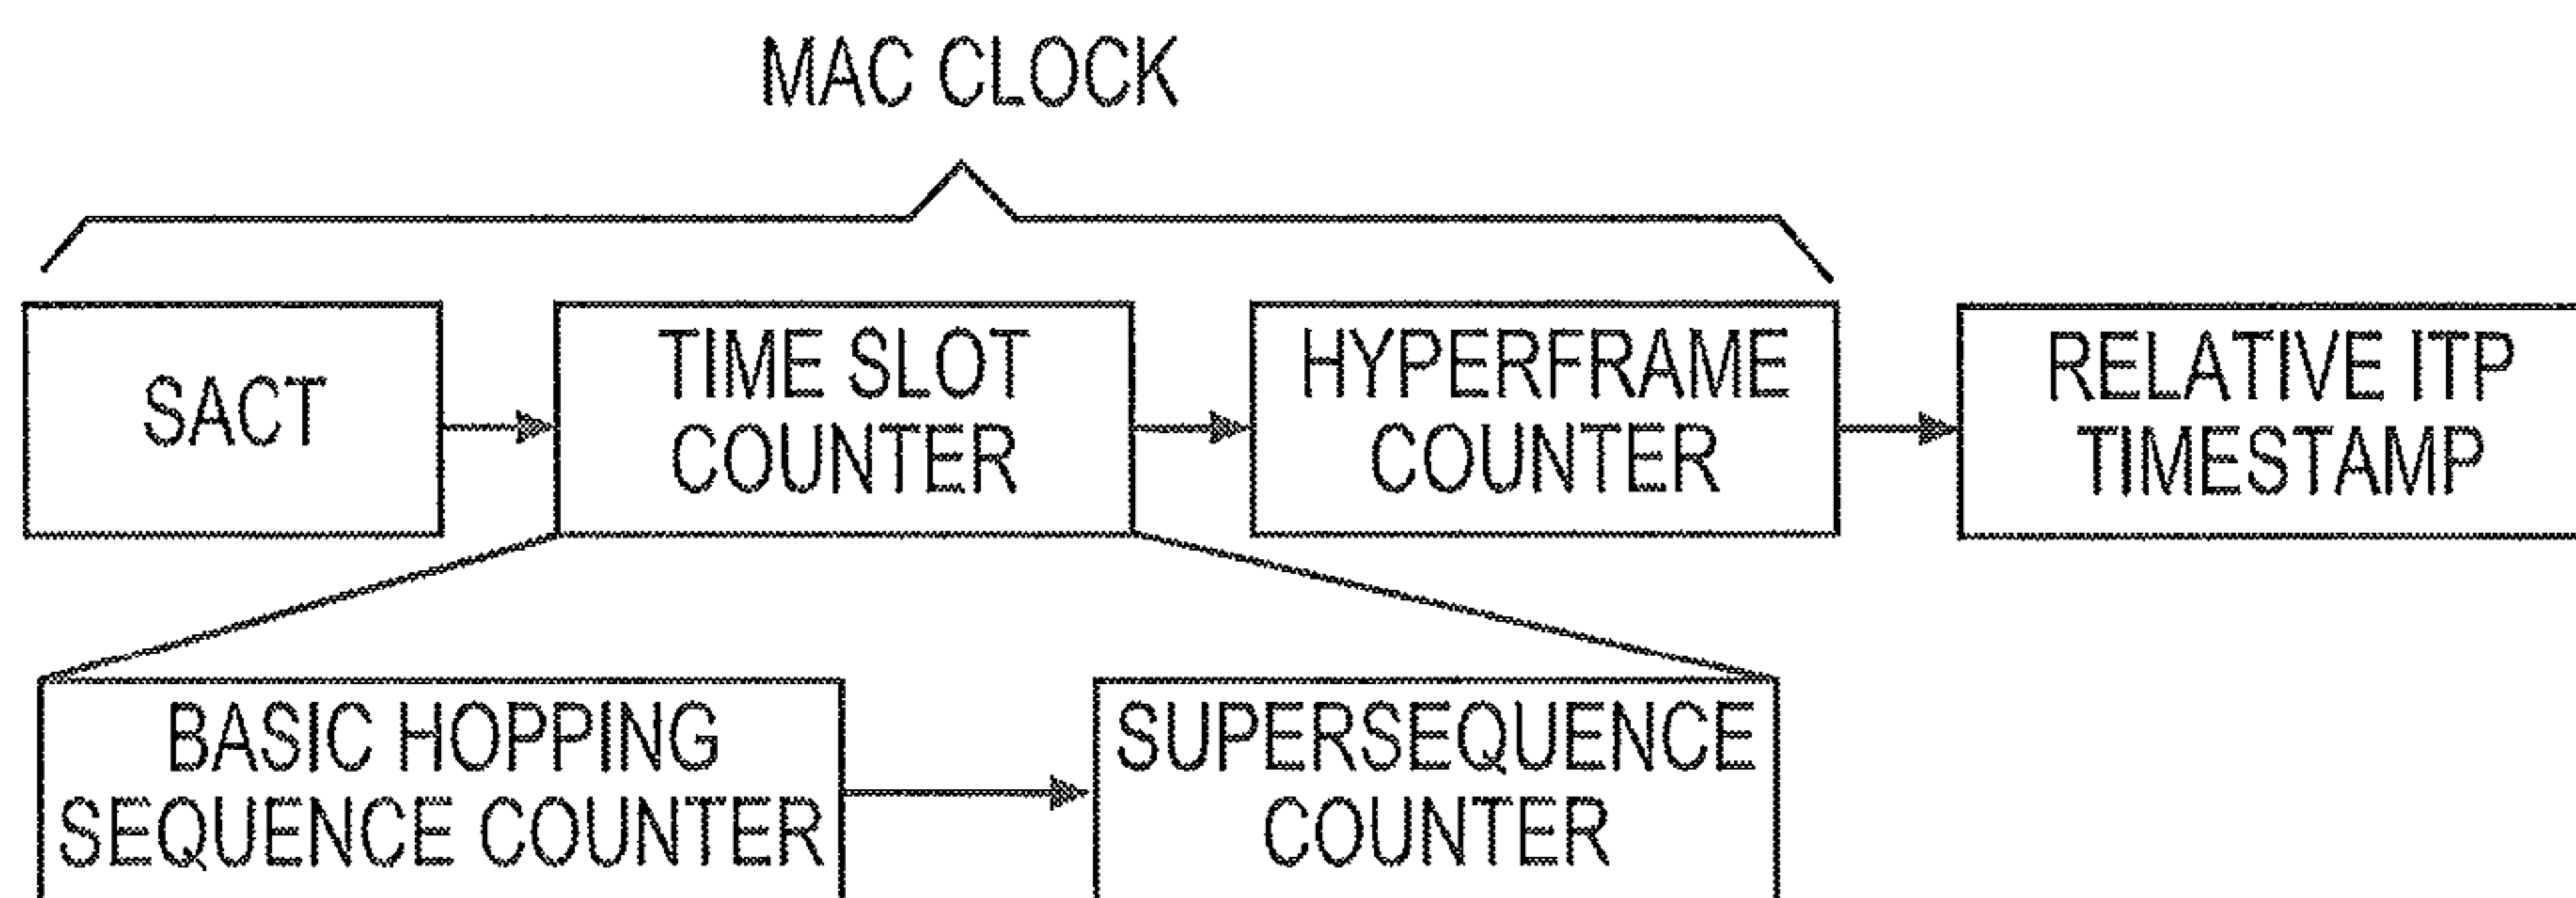 MAC CLOCK
SACT
TIME SLOT
COUNTER
HYPERFRAME
COUNTER
RELATIVE ITP
TIMESTAMP
BASIC HOPPING
SEQUENCE COUNTER
SUPERSEQUENCE
COUNTER